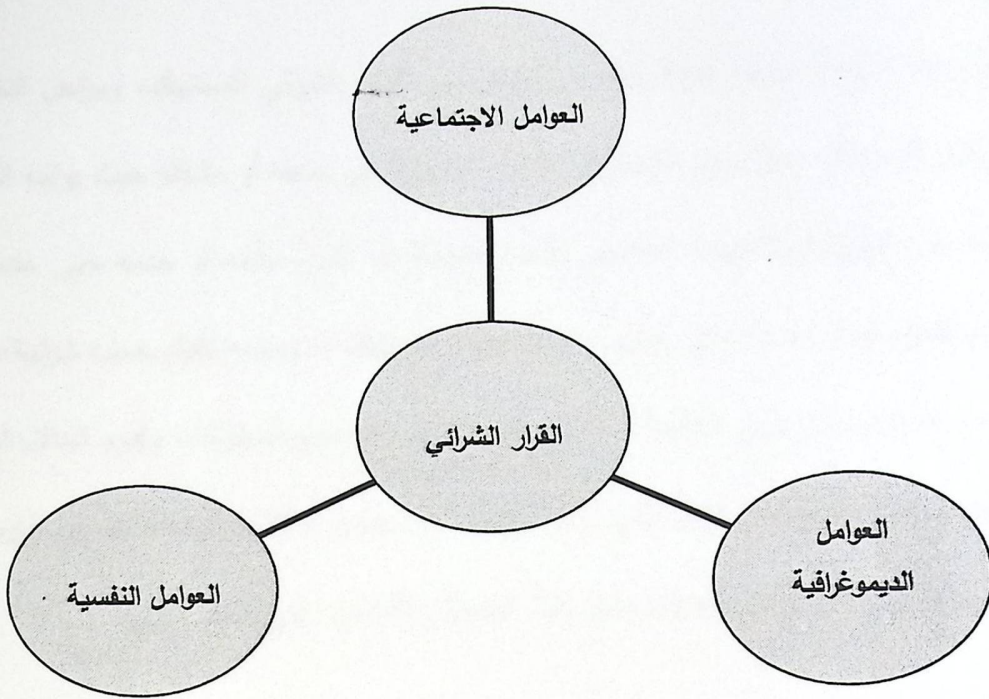 العوامل الاجتماعية
القرار الشرائي
العوامل
الديموغرافية
العوامل النفسية